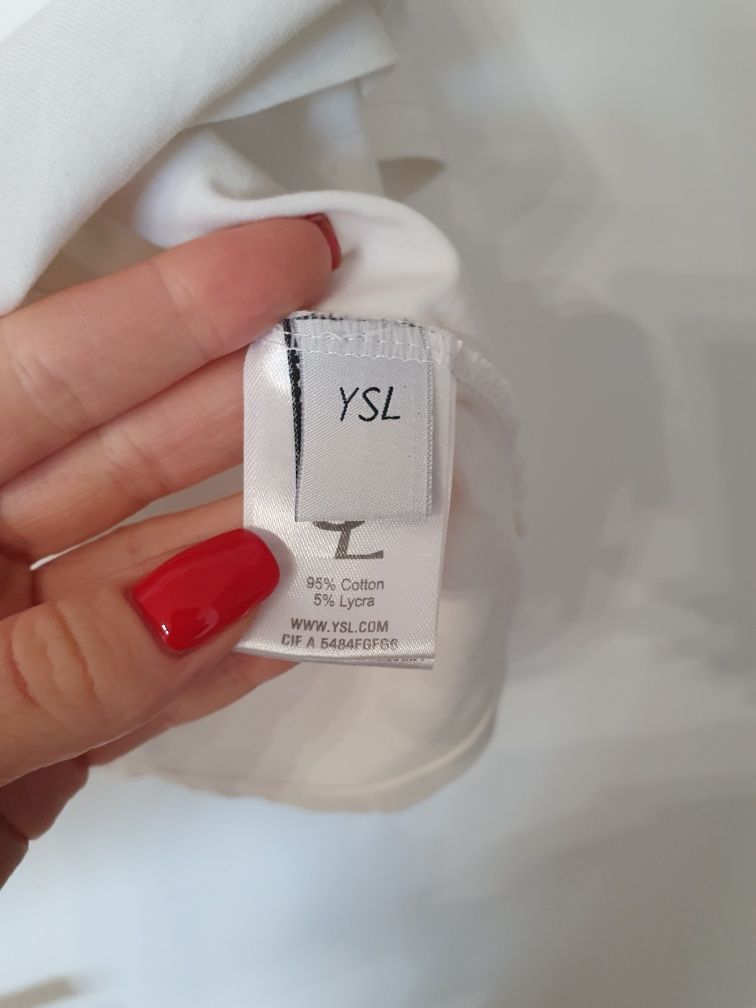 YSL
95% Cotton
5% Lycra
WWW.YSL.COM
CIF A 5484FGFG6